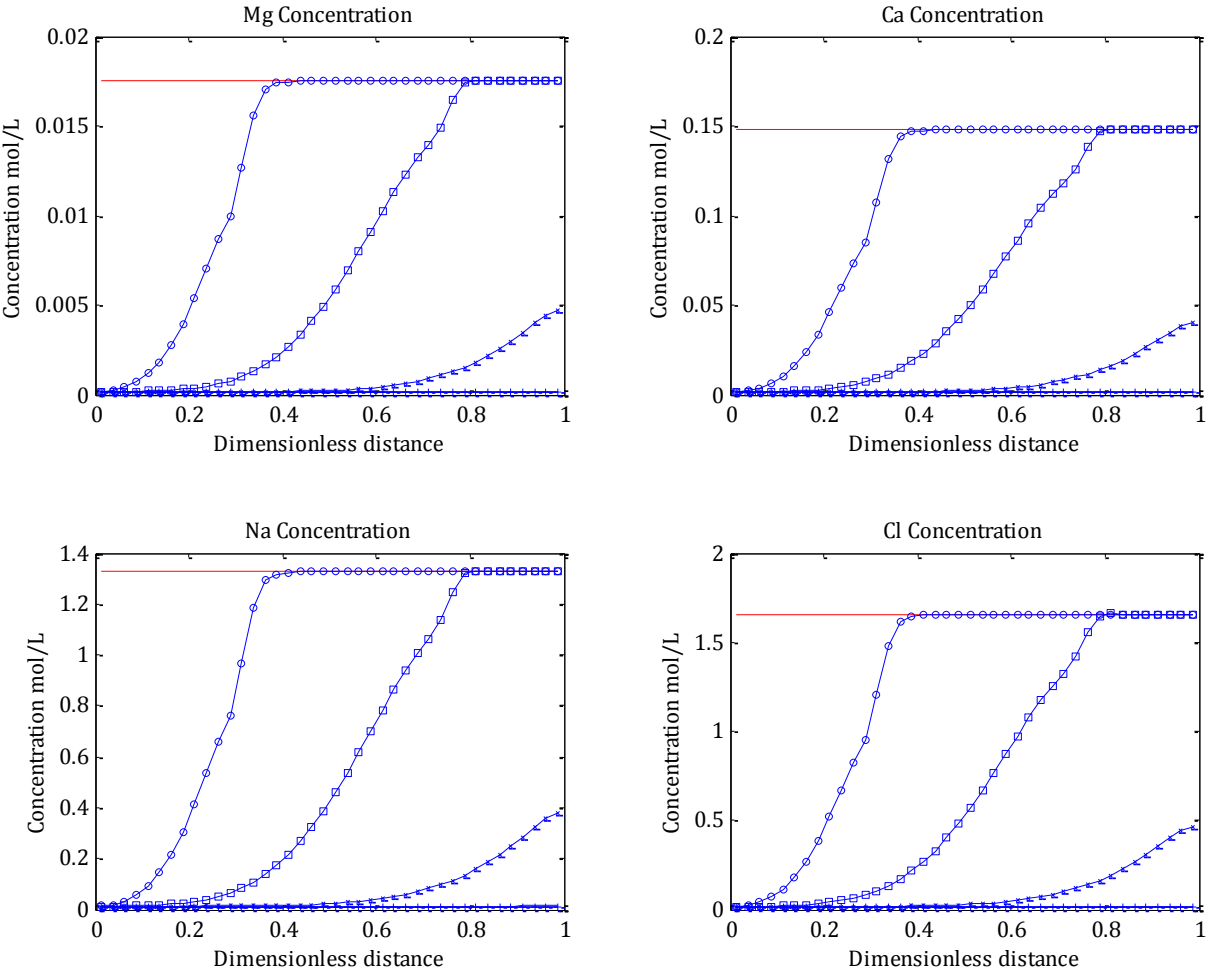 Mg Concentration
Concentration mol/L
0.02
0.015
0.01
0.005
0
0 0.2 0.4 0.6 0.8 1
Dimensionless distance
Ca Concentration
Concentration mol/L
0.2
0.15
0.1
0.05
0
0 0.2 0.4 0.6 0.8 1
Dimensionless distance
Na Concentration
Concentration mol/L
1.4
1.2
1
0.8
0.6
0.4
0.2
0
0 0.2 0.4 0.6 0.8 1
Dimensionless distance
Cl Concentration
Concentration mol/L
2
1.5
1
0.5
0
0 0.2 0.4 0.6 0.8 1
Dimensionless distance